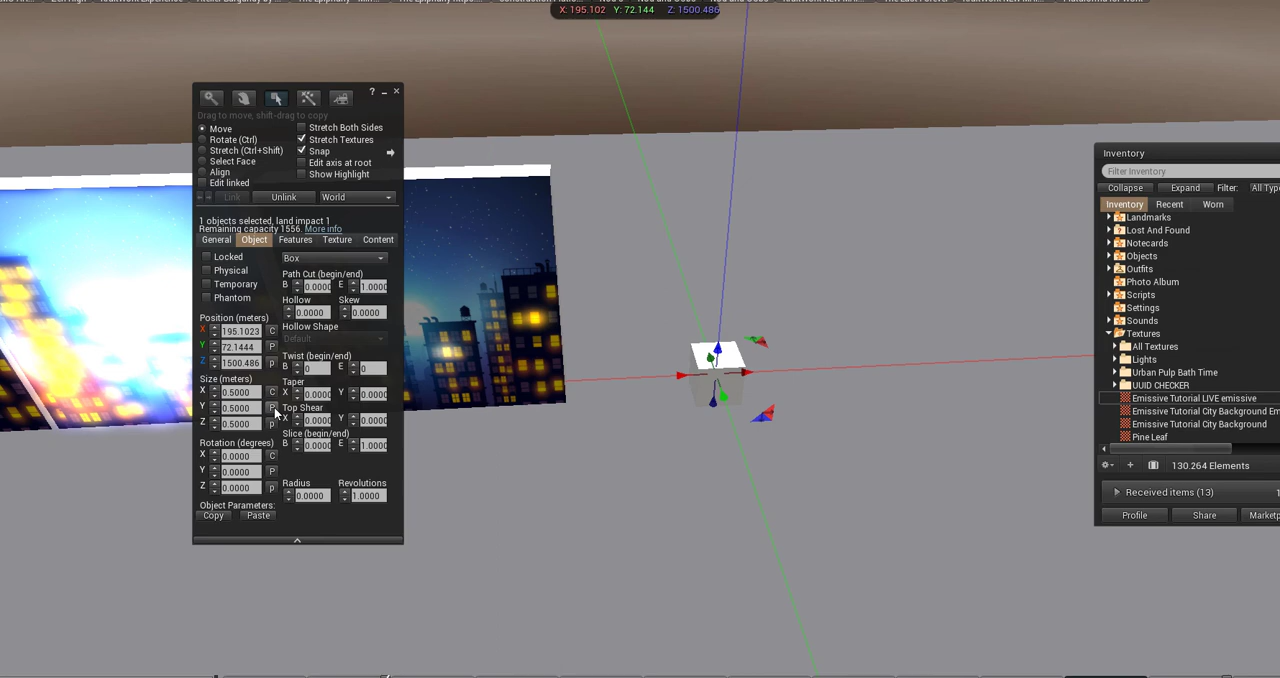 X: 195.102 Y: 72.144 Z: 1500.486
? _ ×
Drag to move, shift-drag to copy
Move
Rotate (Ctrl)
Stretch (Ctrl+Shift)
Select Face
Align
Edit linked
Stretch Both Sides
Stretch Textures
Snap
Edit axis at root
Show Highlight
Link Unlink World
1 objects selected, land impact 1
Remaining capacity 1556. More info
General Object Features Texture Content
Locked
Physical
Temporary
Phantom
Position (meters)
X 195.1023 C
Y 72.1444 P
Z 1500.486 p
Size (meters)
X 0.5000 C
Y 0.5000 P
Z 0.5000 p
Rotation (degrees)
X 0.0000 C
Y 0.0000 P
Z 0.0000 p
Object Parameters:
Copy Paste
Box
Path Cut (begin/end)
B 0.0000 E 1.0000
Hollow Skew
0.0000 0.0000
Hollow Shape
Default
Twist (begin/end)
B 0 E 0
Taper
X 0.0000 Y 0.0000
Top Shear
X 0.0000 Y 0.0000
Slice (begin/end)
B 0.0000 E 1.0000
Radius Revolutions
0.0000 1.0000
Inventory
Filter Inventory
Collapse Expand Filter: All Type
Inventory Recent Worn
Landmarks
Lost And Found
Notecards
Objects
Outfits
Photo Album
Scripts
Settings
Sounds
Textures
All Textures
Lights
Urban Pulp Bath Time
UUID CHECKER
Emissive Tutorial LIVE emissive
Emissive Tutorial City Background Em
Emissive Tutorial City Background
Pine Leaf
130.264 Elements
Received items (13)
Profile Share Marketp